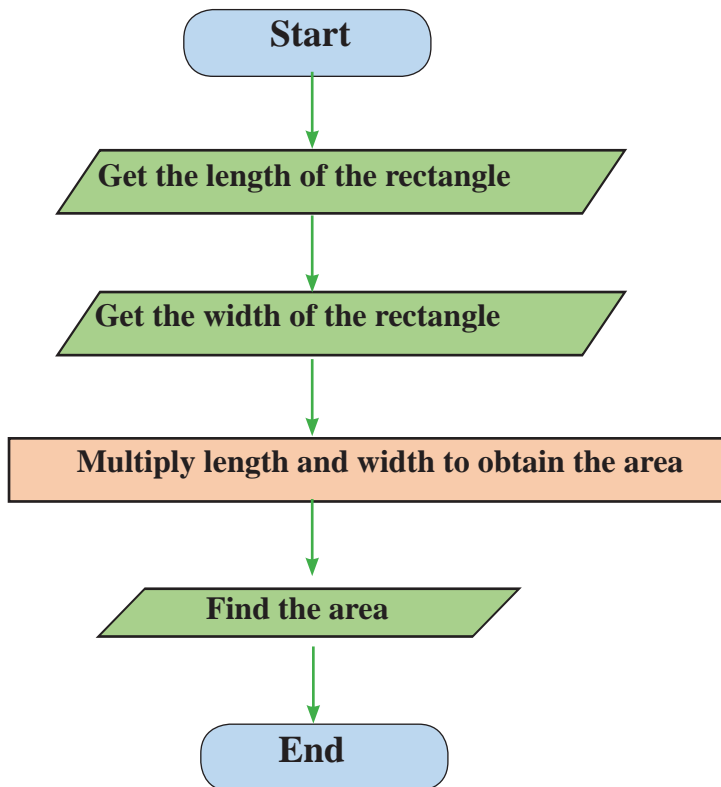 Start
Get the length of the rectangle
Get the width of the rectangle
Multiply length and width to obtain the area
Find the area
End